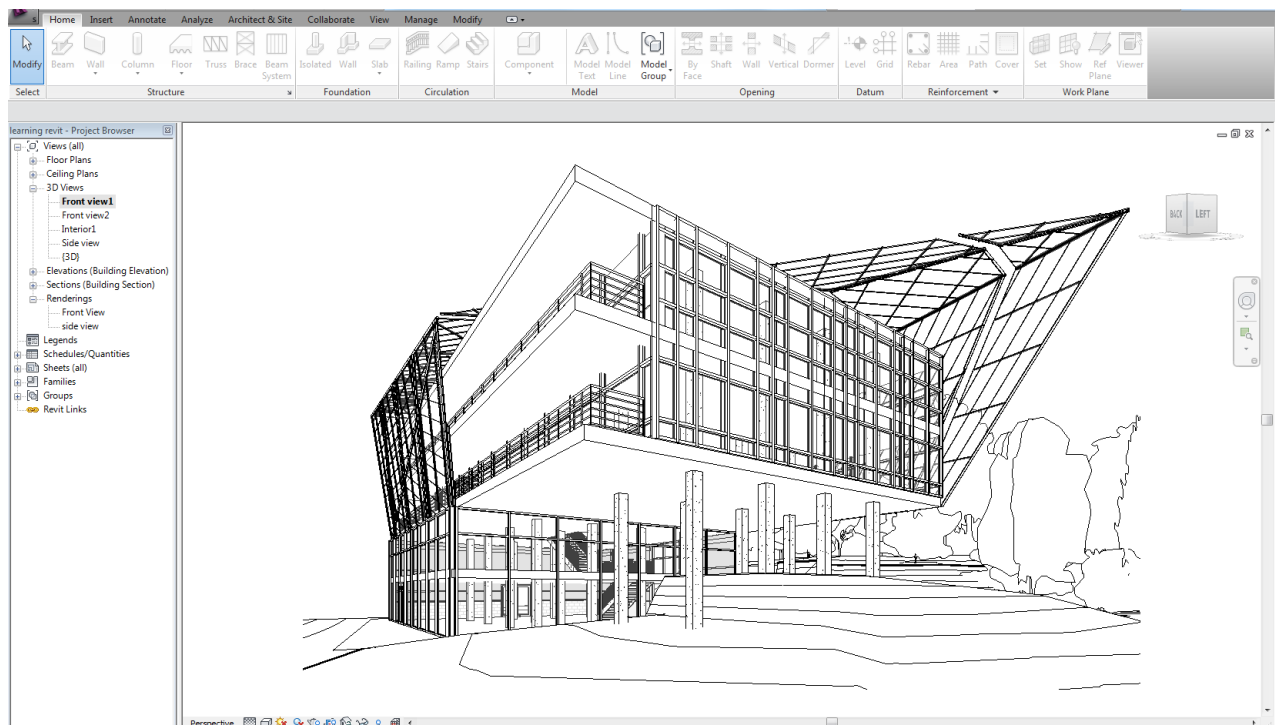 Home Insert Annotate Analyze Architect & Site Collaborate View Manage Modify
Modify Beam Wall Column Floor Truss Brace Beam System Isolated Wall Slab Railing Ramp Stairs Component Model Text Model Line Model Group By Face Shaft Wall Vertical Dormer Level Grid Rebar Area Path Cover Set Show Ref Plane Viewer
Select Structure Foundation Circulation Model Opening Datum Reinforcement Work Plane
learning revit - Project Browser
Views (all)
Floor Plans
Ceiling Plans
3D Views
Front view1
Front view2
Interior1
Side view
{3D}
Elevations (Building Elevation)
Sections (Building Section)
Renderings
Front View
side view
Legends
Schedules/Quantities
Sheets (all)
Families
Groups
Revit Links
BACK LEFT
Perspective